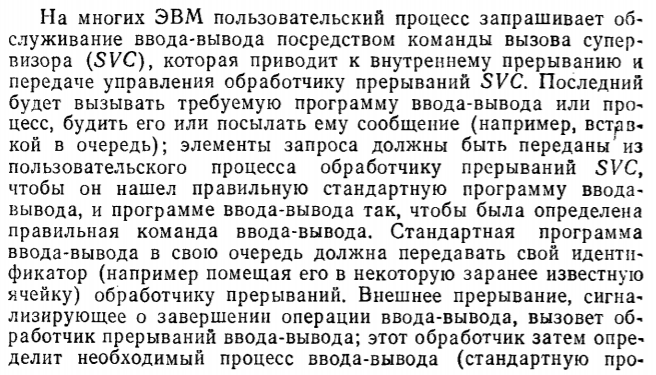 На многих ЭВМ пользовательский процесс запрашивает об-
служивание ввода-вывода посредством команды вызова супер-
визора (SVC), которая приводит к внутреннему прерыванию и
передаче управления обработчику прерываний SVC. Последний
будет вызывать требуемую программу ввода-вывода или про-
цесс, будить его или посылать ему сообщение (например, встав-
кой в очередь); элементы запроса должны быть переданы из
пользовательского процесса обработчику прерываний SVC,
чтобы он нашел правильную стандартную программу ввода-
вывода, и программе ввода-вывода так, чтобы была определена
правильная команда ввода-вывода. Стандартная программа
ввода-вывода в свою очередь должна передавать свой иденти-
фикатор (например помещая его в некоторую заранее известную
ячейку) обработчику прерываний. Внешнее прерывание, сигна-
лизирующее о завершении операции ввода-вывода, вызовет об-
работчик прерываний ввода-вывода; этот обработчик затем опре-
делит необходимый процесс ввода-вывода (стандартную про-